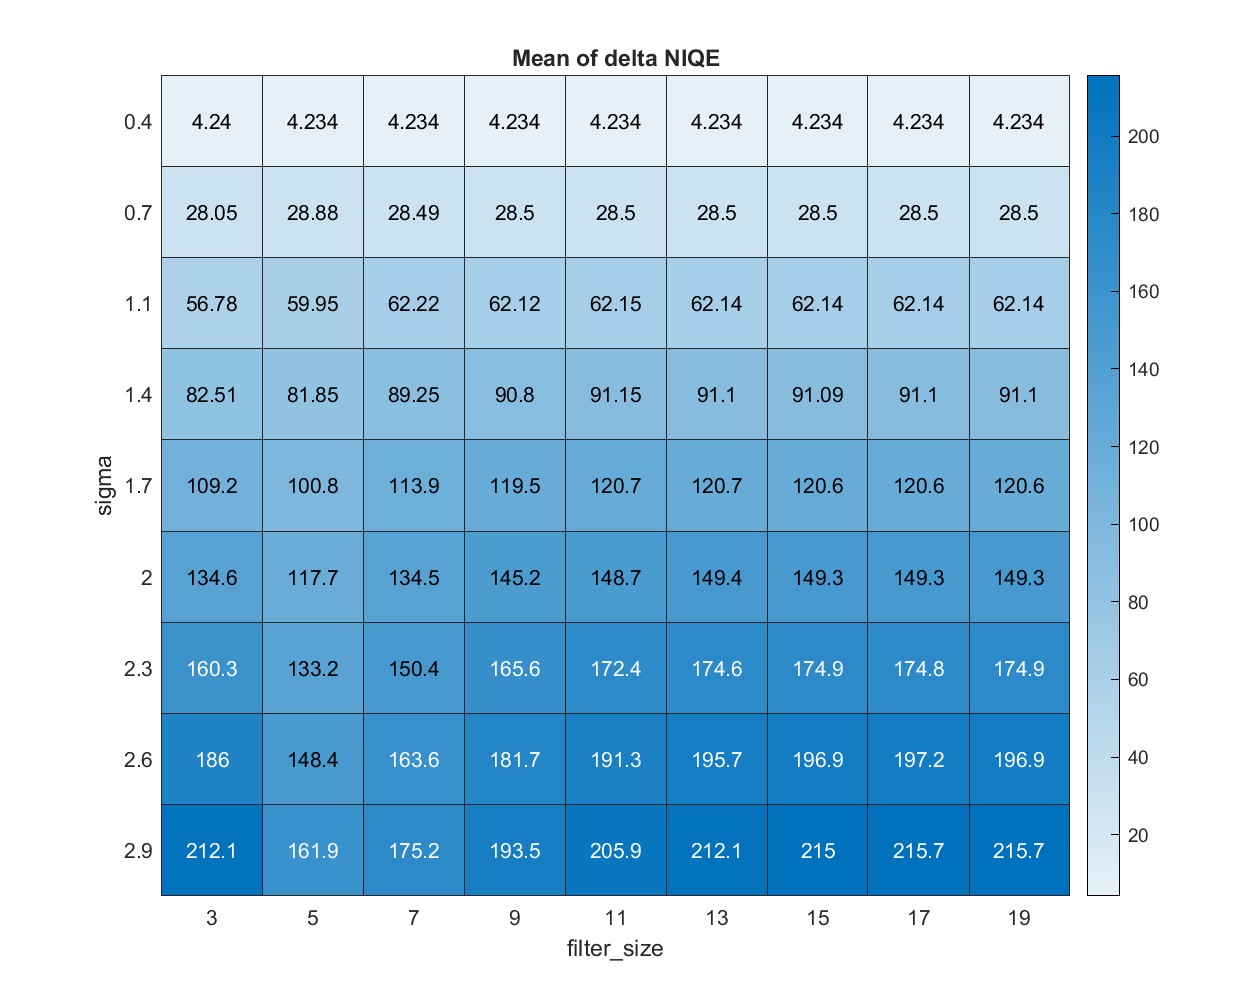 Mean of delta NIQE
0.4 4.24 4.234 4.234 4.234 4.234 4.234 4.234 4.234 4.234
0.7 28.05 28.88 28.49 28.5 28.5 28.5 28.5 28.5 28.5
1.1 56.78 59.95 62.22 62.12 62.15 62.14 62.14 62.14 62.14
1.4 82.51 81.85 89.25 90.8 91.15 91.1 91.09 91.1 91.1
1.7 109.2 100.8 113.9 119.5 120.7 120.7 120.6 120.6 120.6
2 134.6 117.7 134.5 145.2 148.7 149.4 149.3 149.3 149.3
2.3 160.3 133.2 150.4 165.6 172.4 174.6 174.9 174.8 174.9
2.6 186 148.4 163.6 181.7 191.3 195.7 196.9 197.2 196.9
2.9 212.1 161.9 175.2 193.5 205.9 212.1 215 215.7 215.7
3 5 7 9 11 13 15 17 19
filter_size
sigma
200
180
160
140
120
100
80
60
40
20